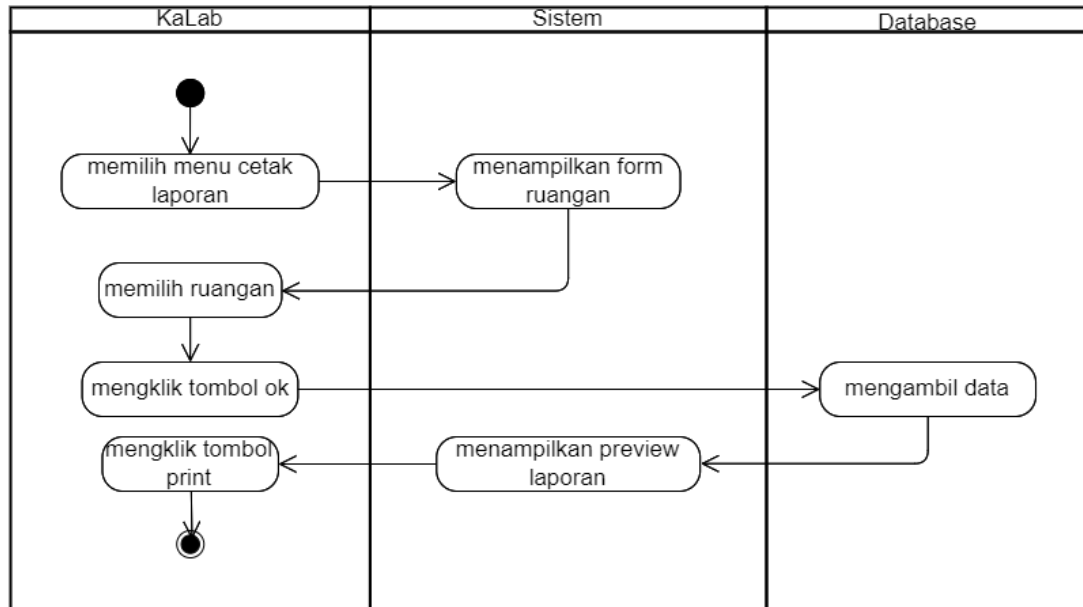 KaLab
Sistem
Database
memilih menu cetak
laporan
menampilkan form
ruangan
memilih ruangan
mengklik tombol ok
mengambil data
mengklik tombol
print
menampilkan preview
laporan